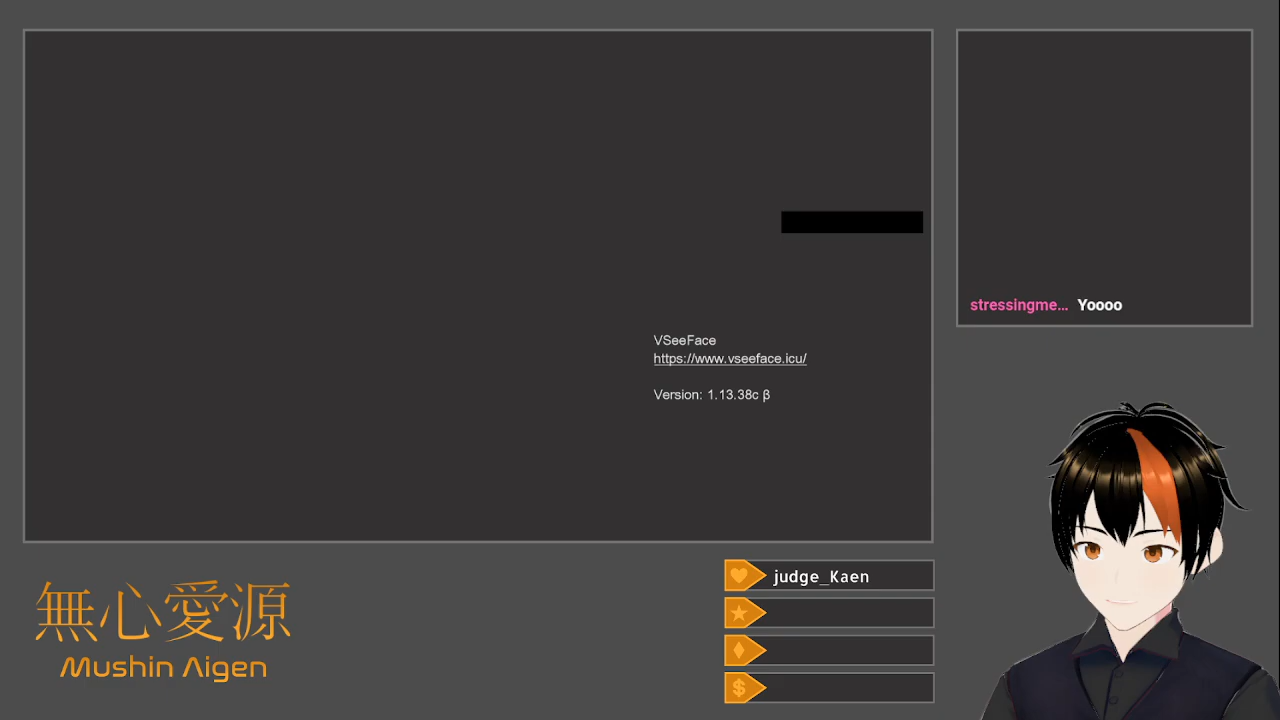 stressingme... Yoooo
VSeeFace
https://www.vseeface.icu/
Version: 1.13.38c β
judge_Kaen
無心愛源
Mushin Aigen
$